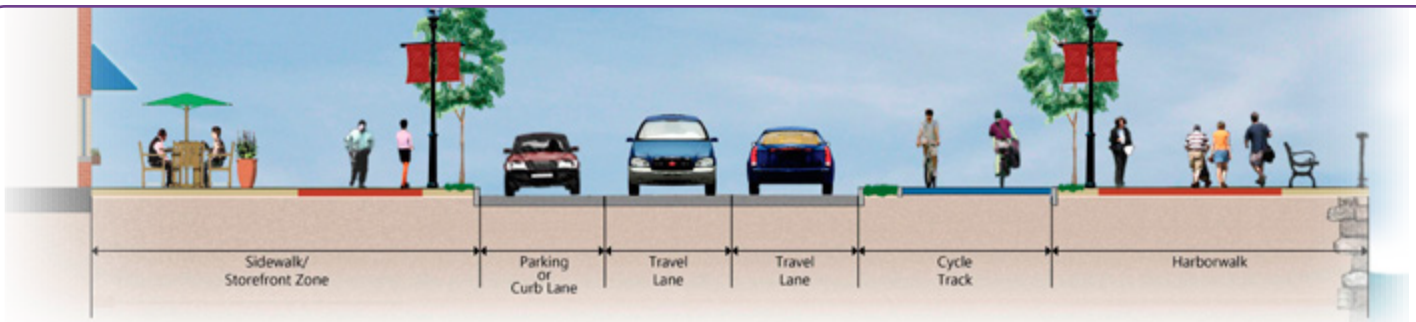 Sidewalk/
Storefront Zone
Parking
or
Curb Lane
Travel
Lane
Travel
Lane
Cycle
Track
Harborwalk